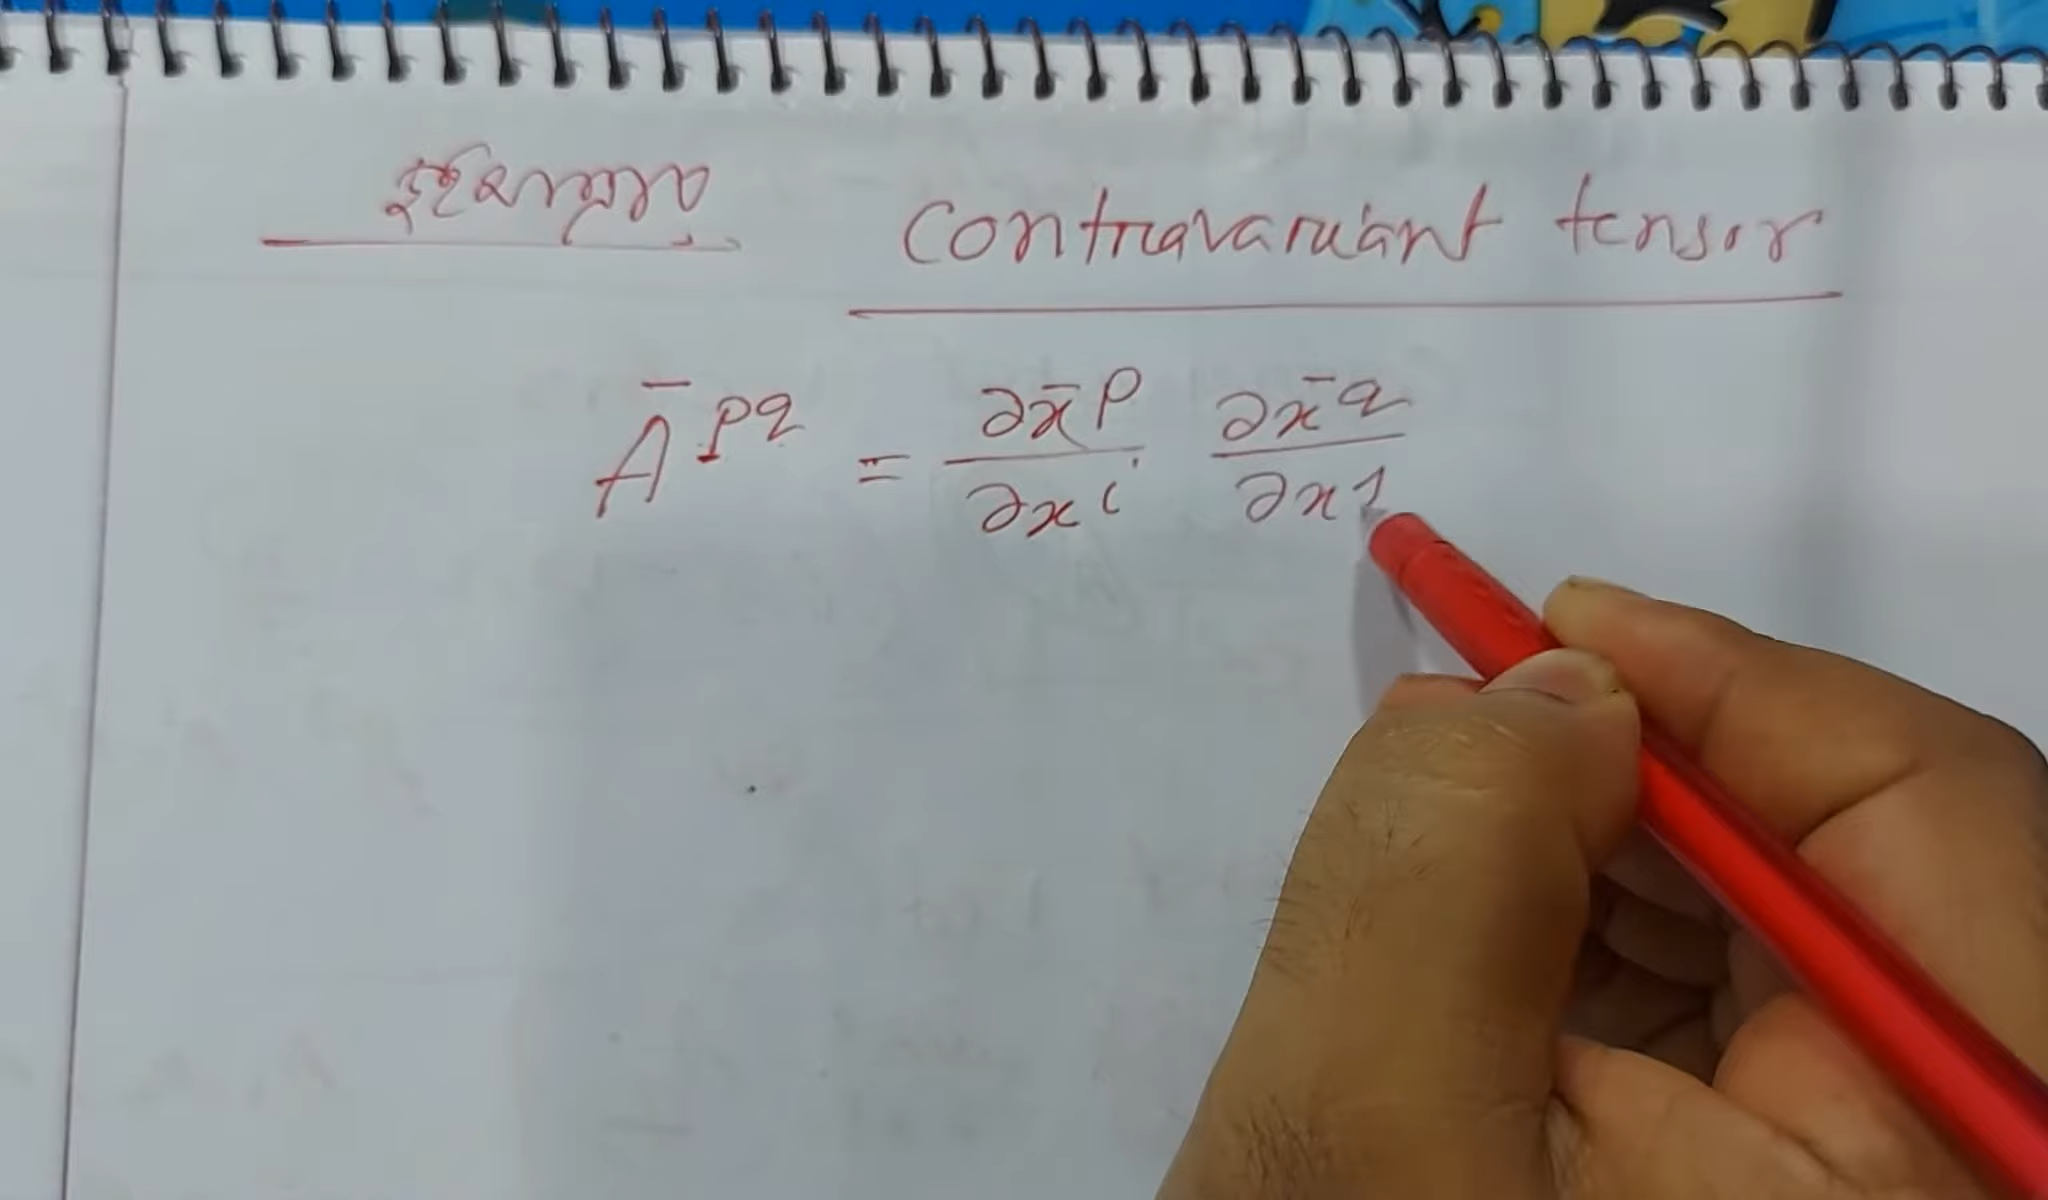 Contravariant tensor
Ā^{pq} = ∂x̄^p/∂x^i ∂x̄^q/∂x^j